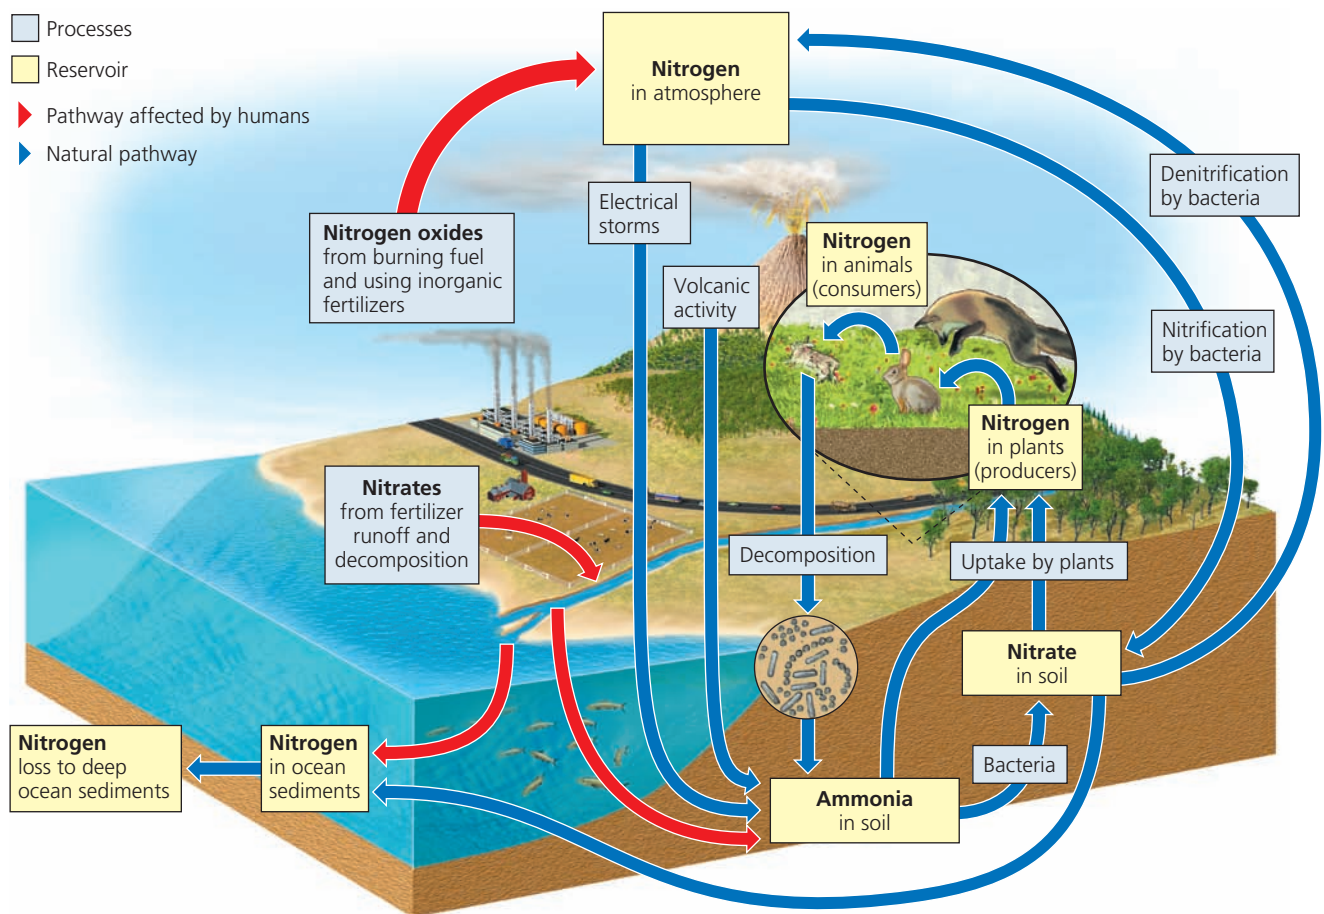 Processes
Reservoir
Pathway affected by humans
Natural pathway
Nitrogen
in atmosphere
Denitrification
by bacteria
Electrical
storms
Nitrogen oxides
from burning fuel
and using inorganic
fertilizers
Nitrogen
in animals
(consumers)
Volcanic
activity
Nitrification
by bacteria
Nitrogen
in plants
(producers)
Nitrates
from fertilizer
runoff and
decomposition
Decomposition
Uptake by plants
Nitrate
in soil
Nitrogen
loss to deep
ocean sediments
Nitrogen
in ocean
sediments
Bacteria
Ammonia
in soil